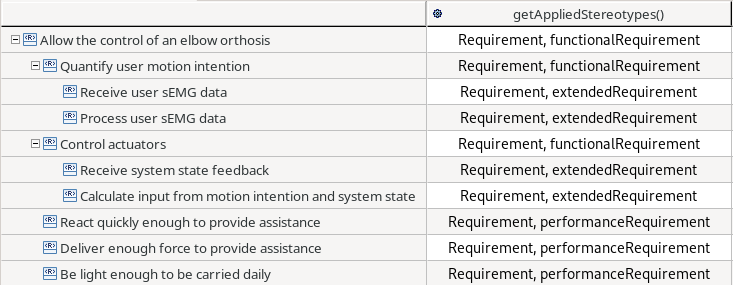 getAppliedStereotypes()
Allow the control of an elbow orthosis Requirement, functionalRequirement
Quantify user motion intention Requirement, functionalRequirement
Receive user sEMG data Requirement, extendedRequirement
Process user sEMG data Requirement, extendedRequirement
Control actuators Requirement, functionalRequirement
Receive system state feedback Requirement, extendedRequirement
Calculate input from motion intention and system state Requirement, extendedRequirement
React quickly enough to provide assistance Requirement, performanceRequirement
Deliver enough force to provide assistance Requirement, performanceRequirement
Be light enough to be carried daily Requirement, performanceRequirement